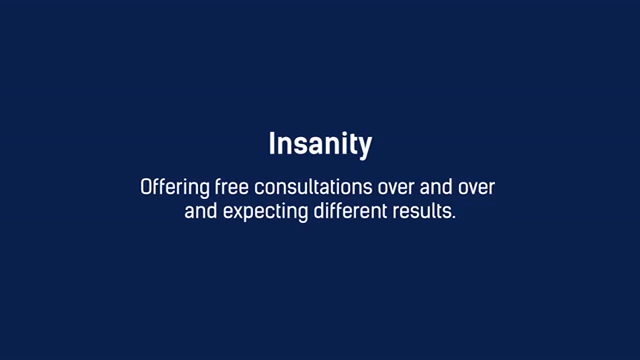 Insanity
Offering free consultations over and over
and expecting different results.